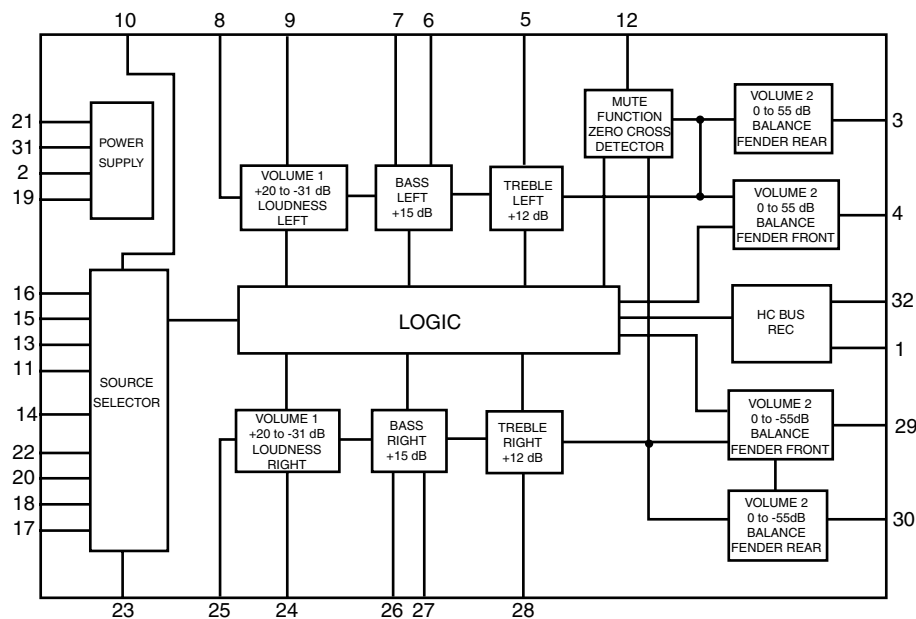 10
8
9
7
6
5
12
21
31
2
19
POWER
SUPPLY
VOLUME 1
+20 to -31 dB
LOUDNESS
LEFT
BASS
LEFT
+15 dB
TREBLE
LEFT
+12 dB
MUTE
FUNCTION
ZERO CROSS
DETECTOR
VOLUME 2
0 to 55 dB
BALANCE
FENDER REAR
3
VOLUME 2
0 to 55 dB
BALANCE
FENDER FRONT
4
16
15
13
11
14
22
20
18
17
SOURCE
SELECTOR
LOGIC
HC BUS
REC
32
1
VOLUME 1
+20 to -31 dB
LOUDNESS
RIGHT
BASS
RIGHT
+15 dB
TREBLE
RIGHT
+12 dB
VOLUME 2
0 to -55dB
BALANCE
FENDER FRONT
29
VOLUME 2
0 to -55dB
BALANCE
FENDER REAR
30
23
25
24
26
27
28